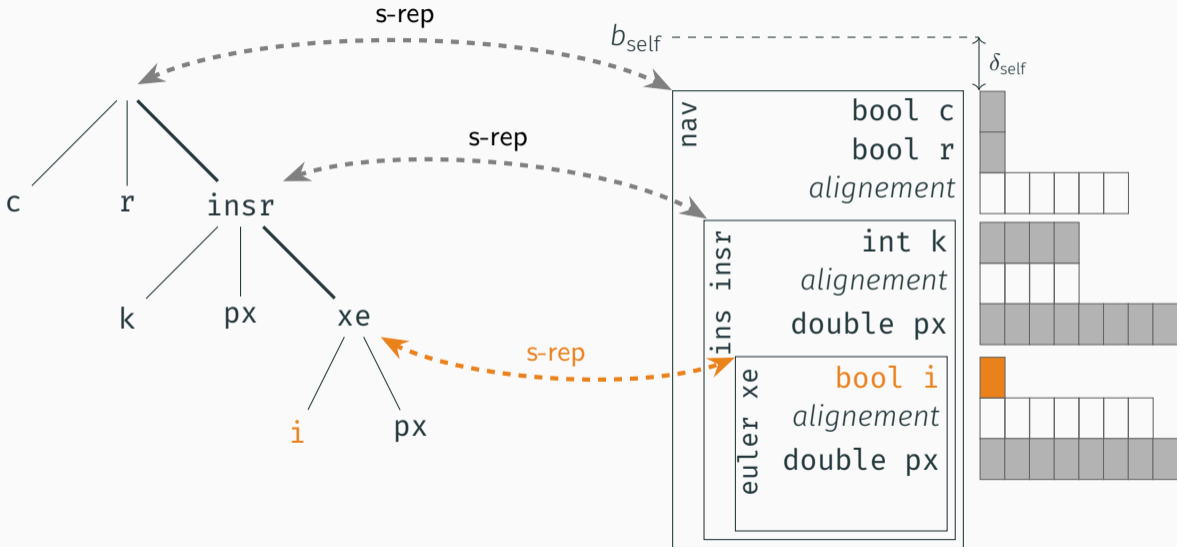 s-rep
b_self
δ_self
nav
bool c
bool r
alignement
s-rep
c
r
insr
ins insr
int k
alignement
double px
k
px
xe
s-rep
euler xe
bool i
alignement
double px
i
px